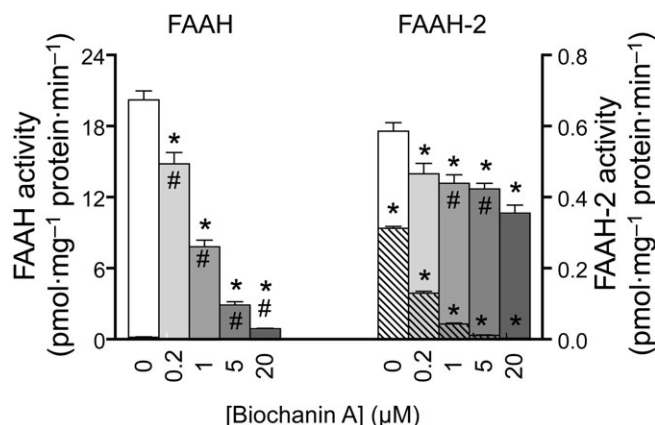 FAAH FAAH-2
24 0.8
18 0.6
12 0.4
6 0.2
0 0.0
FAAH activity
(pmol·mg⁻¹ protein·min⁻¹)
FAAH-2 activity
(pmol·mg⁻¹ protein·min⁻¹)
* # * # * # * #
* * * # * # * * * * *
0 0.2 1 5 20 0 0.2 1 5 20
[Biochanin A] (µM)